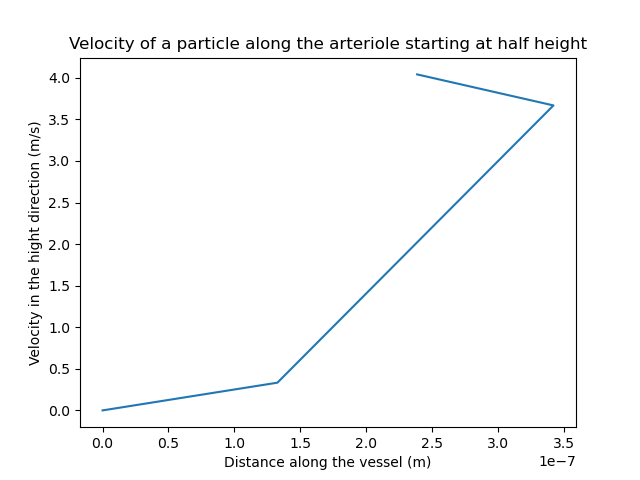 Velocity of a particle along the arteriole starting at half height
Velocity in the hight direction (m/s)
4.0
3.5
3.0
2.5
2.0
1.5
1.0
0.5
0.0
0.0 0.5 1.0 1.5 2.0 2.5 3.0 3.5
1e−7
Distance along the vessel (m)